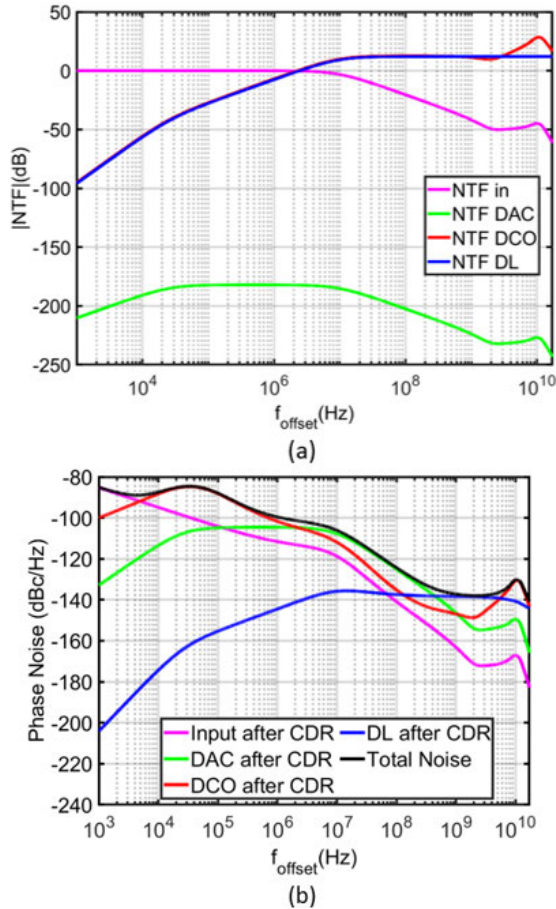 50
0
-50
-100
-150
-200
-250
|NTF|(dB)
NTF in
NTF DAC
NTF DCO
NTF DL
10^4 10^6 10^8 10^10
f_offset(Hz)
(a)
-80
-100
-120
-140
-160
-180
-200
-220
-240
Phase Noise (dBc/Hz)
Input after CDR DL after CDR
DAC after CDR Total Noise
DCO after CDR
10^3 10^4 10^5 10^6 10^7 10^8 10^9 10^10
f_offset(Hz)
(b)